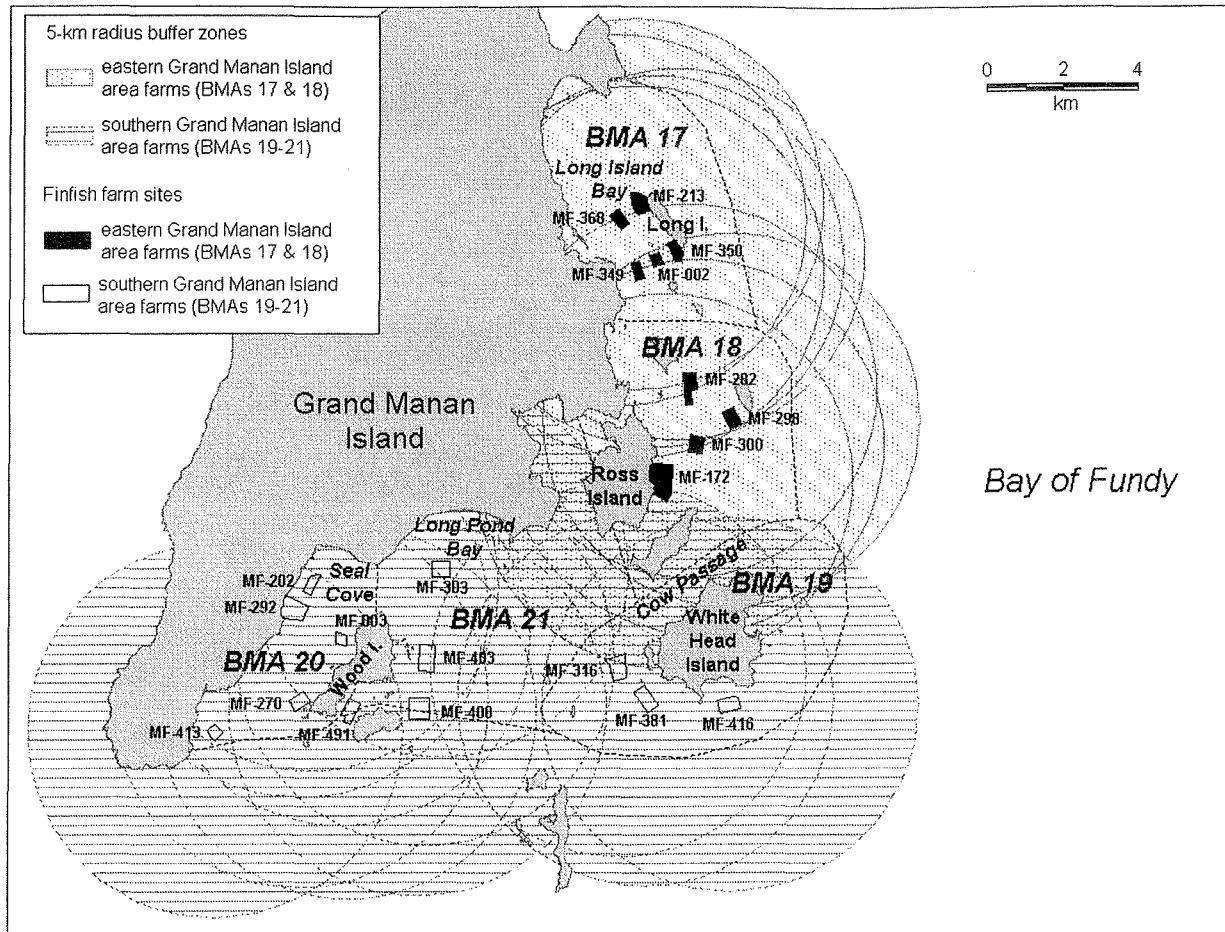 5-km radius buffer zones
eastern Grand Manan Island
area farms (BMAs 17 & 18)
southern Grand Manan Island
area farms (BMAs 19-21)
Finfish farm sites
eastern Grand Manan Island
area farms (BMAs 17 & 18)
southern Grand Manan Island
area farms (BMAs 19-21)
0 2 4
km
BMA 17
Long Island
Bay
MF-213
MF-368
Long I.
MF-350
MF-349
MF-002
BMA 18
MF-282
MF-298
MF-300
MF-172
Grand Manan
Island
Ross
Island
Bay of Fundy
Long Pond
Bay
MF-303
Seal
Cove
MF-202
MF-292
MF-003
Cow Passage
BMA 19
White
Head
Island
BMA 21
BMA 20
Wood I.
MF-403
MF-316
MF-270
MF-400
MF-381
MF-416
MF-413
MF-491